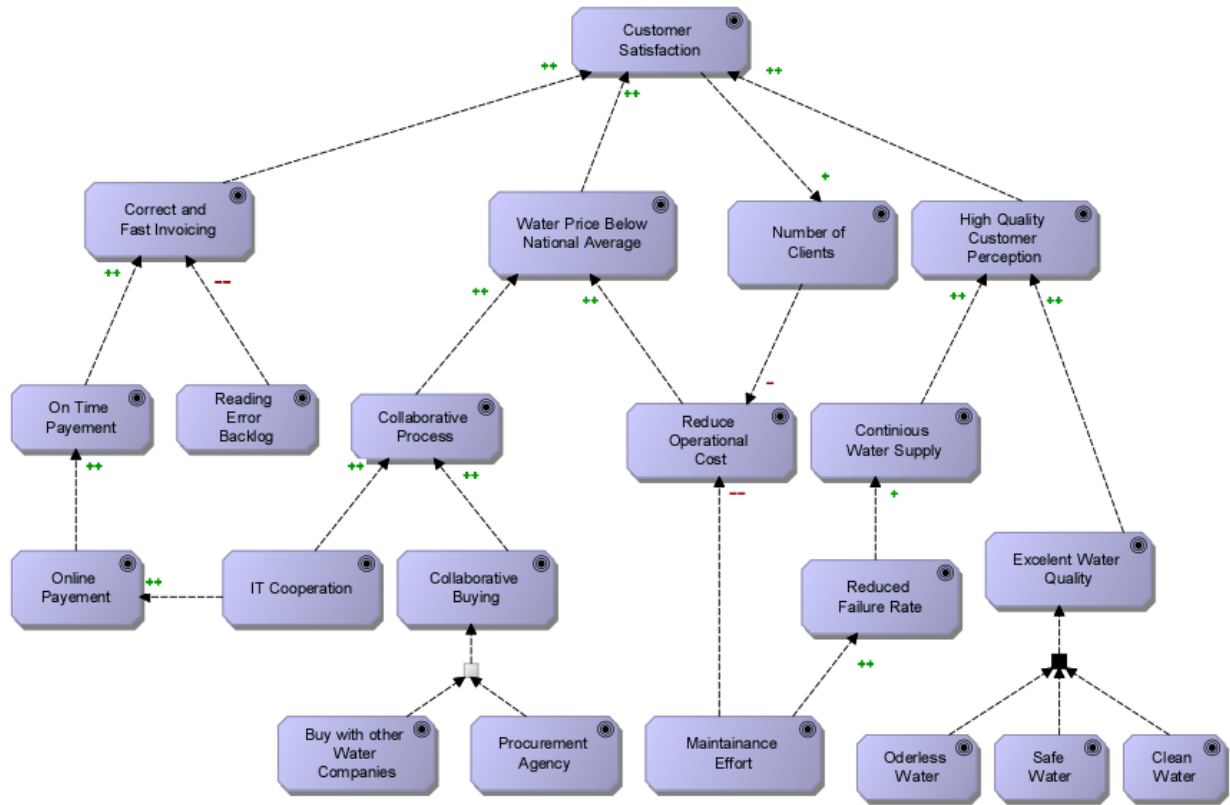 Customer
Satisfaction
++
++
++
+
Correct and
Fast Invoicing
Water Price Below
National Average
Number of
Clients
High Quality
Customer
Perception
++
--
++
++
++
++
-
On Time
Payement
Reading
Error
Backlog
Collaborative
Process
Reduce
Operational
Cost
Continious
Water Supply
++
++
++
--
+
Online
Payement
++
IT Cooperation
Collaborative
Buying
Reduced
Failure Rate
Excelent Water
Quality
++
Buy with other
Water
Companies
Procurement
Agency
Maintainance
Effort
Oderless
Water
Safe
Water
Clean
Water